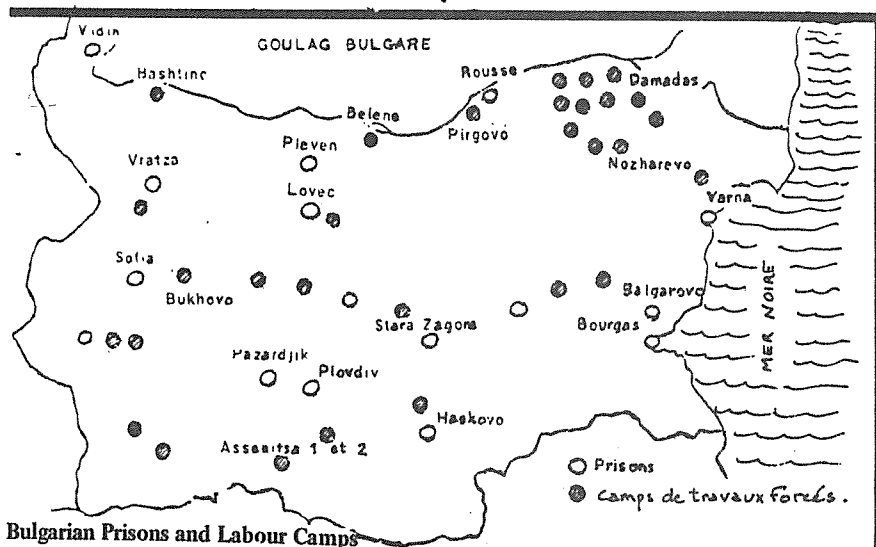 GOULAG BULGARE
Vidin
Hashtino
Rousse
Damadas
Belene
Pirgovo
Pleven
Vratza
Nozharevo
Lovec
Varna
Sofia
Bukhovo
Balgarovo
Stara Zagora
Bourgas
MER NOIRE
Pazardjik
Plovdiv
Haskovo
Assenitsa 1 et 2
Prisons
Camps de travaux forcés.
Bulgarian Prisons and Labour Camps